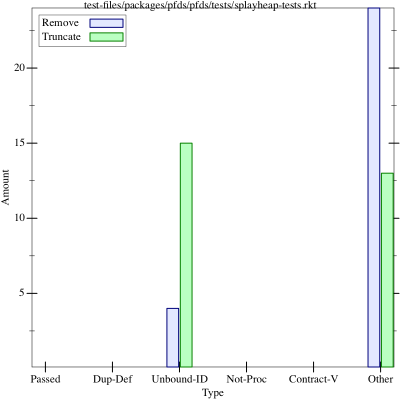 test-files/packages/pfds/pfds/tests/splayheap-tests.rkt
Remove
Truncate
20
15
10
5
Amount
Passed Dup-Def Unbound-ID Not-Proc Contract-V Other
Type